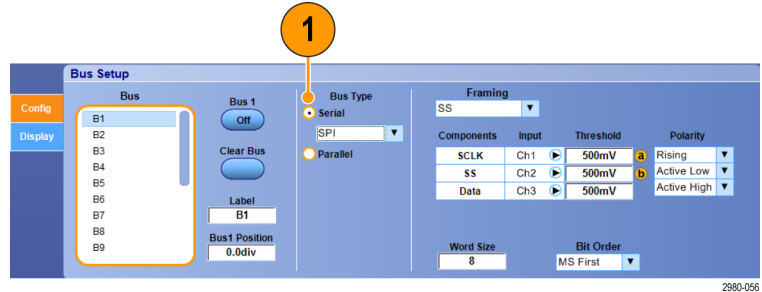 1
Bus Setup
Config
Display
Bus
B1
B2
B3
B4
B5
B6
B7
B8
B9
Bus 1
Off
Clear Bus
Label
B1
Bus1 Position
0.0div
Bus Type
Serial
SPI
Parallel
Framing
SS
Components Input Threshold Polarity
SCLK Ch1 500mV a Rising
SS Ch2 500mV b Active Low
Data Ch3 500mV Active High
Word Size Bit Order
8 MS First
2980-056